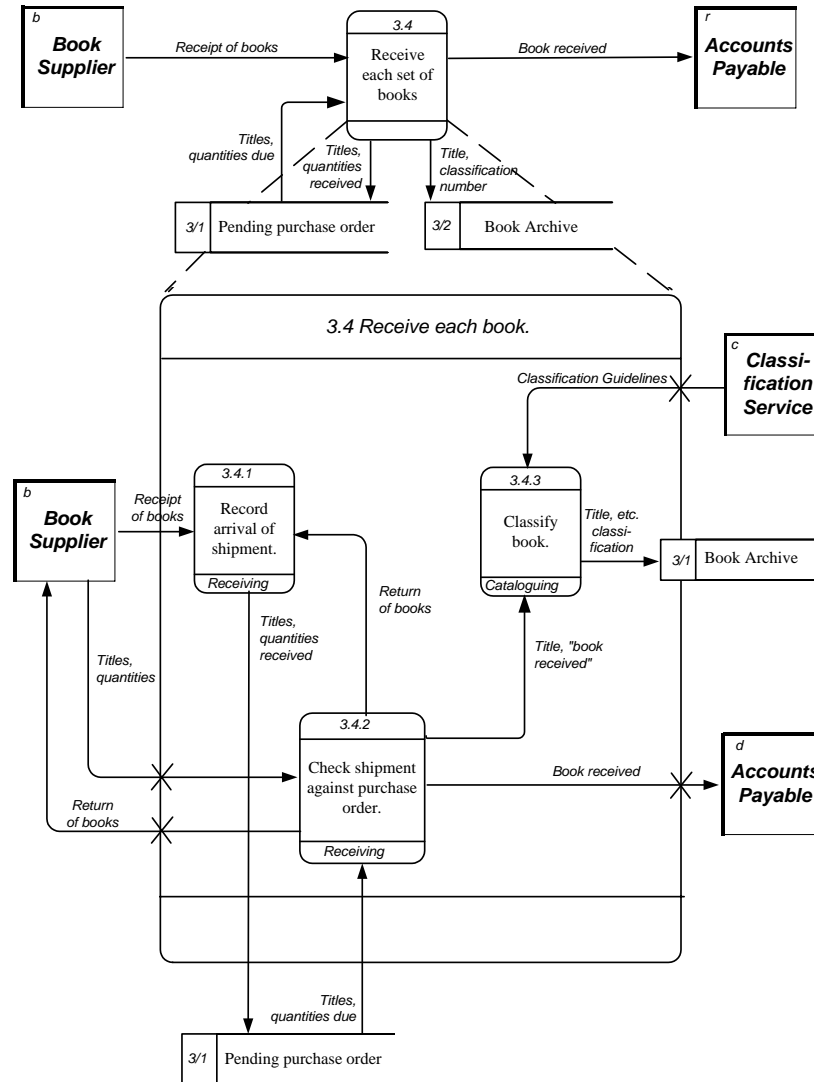 b
Book
Supplier
Receipt of books
3.4
Receive
each set of
books
Book received
r
Accounts
Payable
Titles,
quantities due
Titles,
quantities
received
Title,
classification
number
3/1
Pending purchase order
3/2
Book Archive
3.4 Receive each book.
c
Classi-
fication
Service
Classification Guidelines
b
Book
Supplier
Receipt
of books
3.4.1
Record
arrival of
shipment.
Receiving
3.4.3
Classify
book.
Cataloguing
Title, etc.
classi-
fication
3/1
Book Archive
Return
of books
Titles,
quantities
received
Titles,
quantities
Title, "book
received"
3.4.2
Check shipment
against purchase
order.
Receiving
Book received
d
Accounts
Payable
Return
of books
Titles,
quantities due
3/1
Pending purchase order